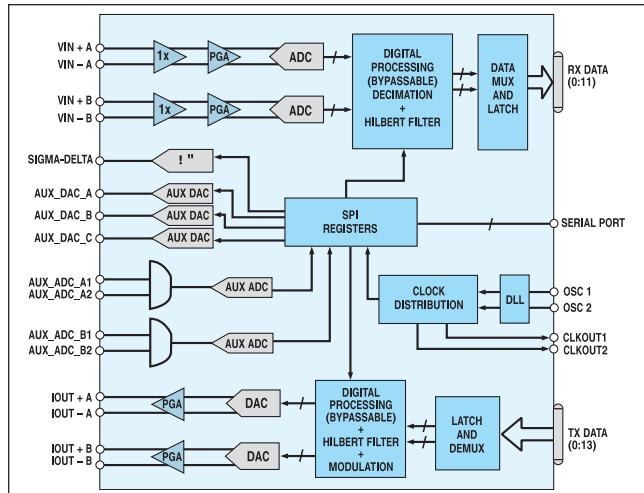 VIN + A
VIN – A
1x
PGA
ADC
VIN + B
VIN – B
1x
PGA
ADC
DIGITAL
PROCESSING
(BYPASSABLE)
DECIMATION
+
HILBERT FILTER
DATA
MUX
AND
LATCH
RX DATA
(0:11)
SIGMA-DELTA
! "
AUX_DAC_A
AUX DAC
AUX_DAC_B
AUX DAC
AUX_DAC_C
AUX DAC
SPI
REGISTERS
SERIAL PORT
AUX_ADC_A1
AUX_ADC_A2
AUX ADC
AUX_ADC_B1
AUX_ADC_B2
AUX ADC
CLOCK
DISTRIBUTION
DLL
OSC 1
OSC 2
CLKOUT1
CLKOUT2
IOUT + A
IOUT – A
PGA
DAC
IOUT + B
IOUT – B
PGA
DAC
DIGITAL
PROCESSING
(BYPASSABLE)
+
HILBERT FILTER
+
MODULATION
LATCH
AND
DEMUX
TX DATA
(0:13)